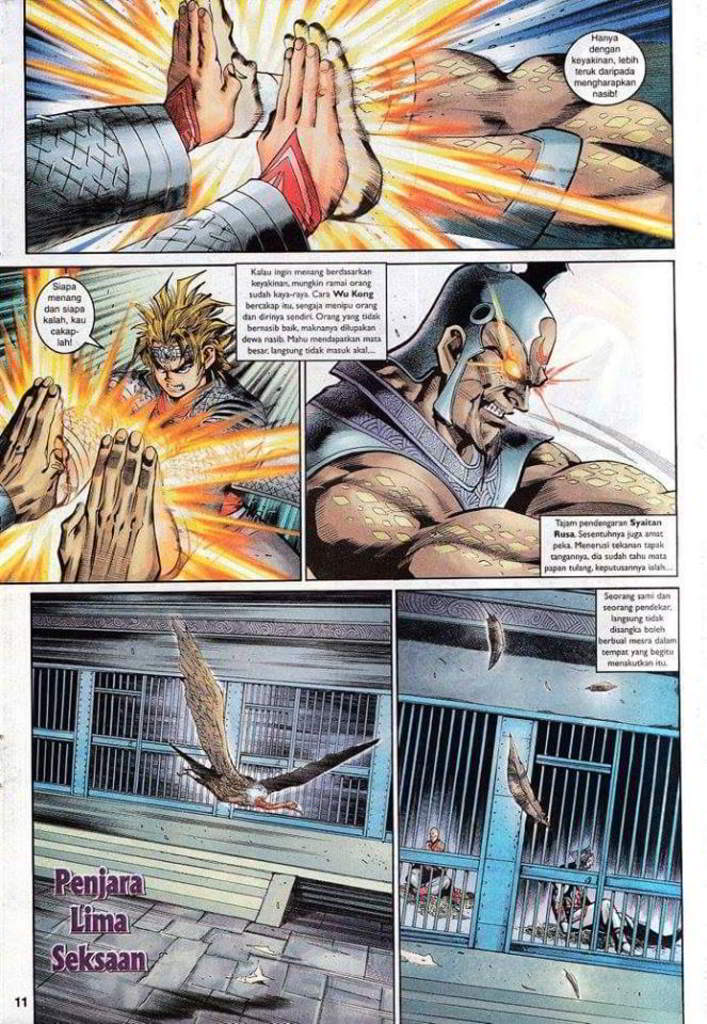 Hanya
dengan
keyakinan, lebih
teruk daripada
mengharapkan
nasib!
Siapa
menang
dan siapa
kalah, kau
cakap-
lah!
Kalau ingin menang berdasarkan
keyakinan, mungkin ramai orang
sudah kaya-raya. Cara Wu Kong
bercakap itu, sengaja menipu orang
dan dirinya sendiri. Orang yang tidak
bernasib baik, maknanya dilupakan
dewa nasib. Mahu mendapatkan mata
besar, langsung tidak masuk akal....
Tajam pendengaran Syaitan
Rusa. Sesentuhnya juga amat
peka. Menerusi tekanan tapak
tangannya, dia sudah tahu mata
papan tulang, keputusannya ialah....
Seorang sami dan
seorang pendekar,
langsung tidak
disangka boleh
berbual mesra dalam
tempat yang begitu
menakutkan itu.
Penjara
Lima
Seksaan
11